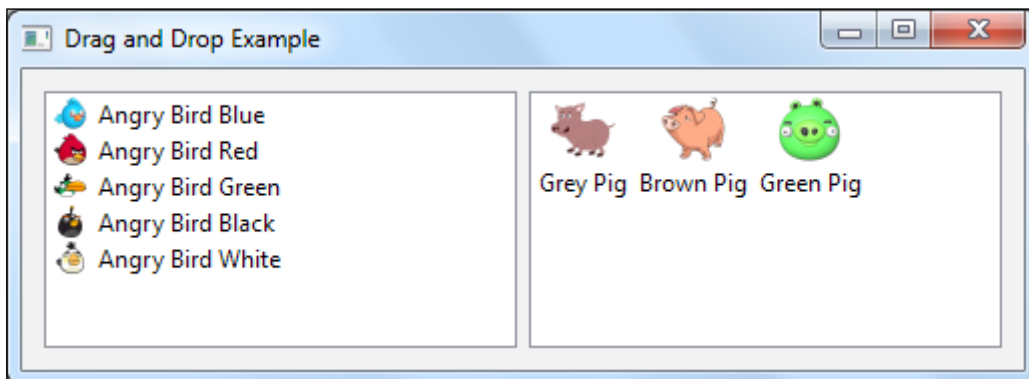 Drag and Drop Example
Angry Bird Blue
Angry Bird Red
Angry Bird Green
Angry Bird Black
Angry Bird White
Grey Pig Brown Pig Green Pig